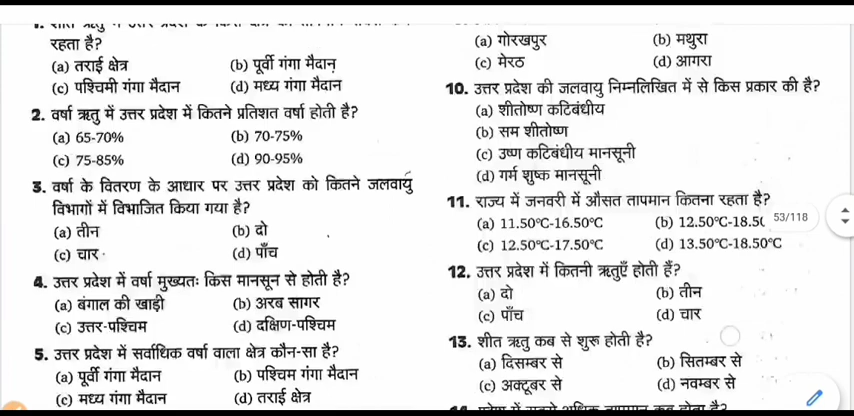 रहता है?
(a) तराई क्षेत्र (b) पूर्वी गंगा मैदान
(c) पश्चिमी गंगा मैदान (d) मध्य गंगा मैदान
2. वर्षा ऋतु में उत्तर प्रदेश में कितने प्रतिशत वर्षा होती है?
(a) 65-70% (b) 70-75%
(c) 75-85% (d) 90-95%
3. वर्षा के वितरण के आधार पर उत्तर प्रदेश को कितने जलवायु
विभागों में विभाजित किया गया है?
(a) तीन (b) दो
(c) चार (d) पाँच
4. उत्तर प्रदेश में वर्षा मुख्यतः किस मानसून से होती है?
(a) बंगाल की खाड़ी (b) अरब सागर
(c) उत्तर-पश्चिम (d) दक्षिण-पश्चिम
5. उत्तर प्रदेश में सर्वाधिक वर्षा वाला क्षेत्र कौन-सा है?
(a) पूर्वी गंगा मैदान (b) पश्चिम गंगा मैदान
(c) मध्य गंगा मैदान (d) तराई क्षेत्र
(a) गोरखपुर (b) मथुरा
(c) मेरठ (d) आगरा
10. उत्तर प्रदेश की जलवायु निम्नलिखित में से किस प्रकार की है?
(a) शीतोष्ण कटिबंधीय
(b) सम शीतोष्ण
(c) उष्ण कटिबंधीय मानसूनी
(d) गर्म शुष्क मानसूनी
11. राज्य में जनवरी में औसत तापमान कितना रहता है?
(a) 11.50°C-16.50°C (b) 12.50°C-18.5
53/118
(c) 12.50°C-17.50°C (d) 13.50°C-18.50°C
12. उत्तर प्रदेश में कितनी ऋतुएँ होती हैं?
(a) दो (b) तीन
(c) पाँच (d) चार
13. शीत ऋतु कब से शुरू होती है?
(a) दिसम्बर से (b) सितम्बर से
(c) अक्टूबर से (d) नवम्बर से